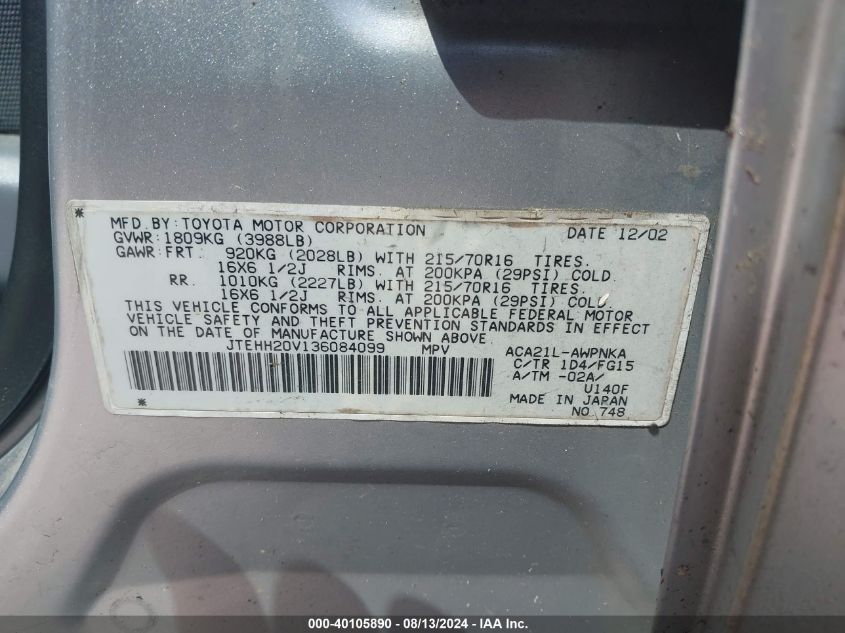 * MFD.BY:TOYOTA MOTOR CORPORATION DATE 12/02
GVWR:1809KG (3988LB)
GAWR:FRT. 920KG (2028LB) WITH 215/70R16 TIRES.
16X6 1/2J RIMS. AT 200KPA (29PSI) COLD.
RR. 1010KG (2227LB) WITH 215/70R16 TIRES.
16X6 1/2J RIMS. AT 200KPA (29PSI) COLD.
THIS VEHICLE CONFORMS TO ALL APPLICABLE FEDERAL MOTOR
VEHICLE SAFETY AND THEFT PREVENTION STANDARDS IN EFFECT
ON THE DATE OF MANUFACTURE SHOWN ABOVE.
JTEHH20V136084099 MPV ACA21L-AWPNKA
C/TR 1D4/FG15
A/TM -02A/
U140F
MADE IN JAPAN
* NO.748
000-40105890 - 08/13/2024 - IMP - IAAI - U.S.